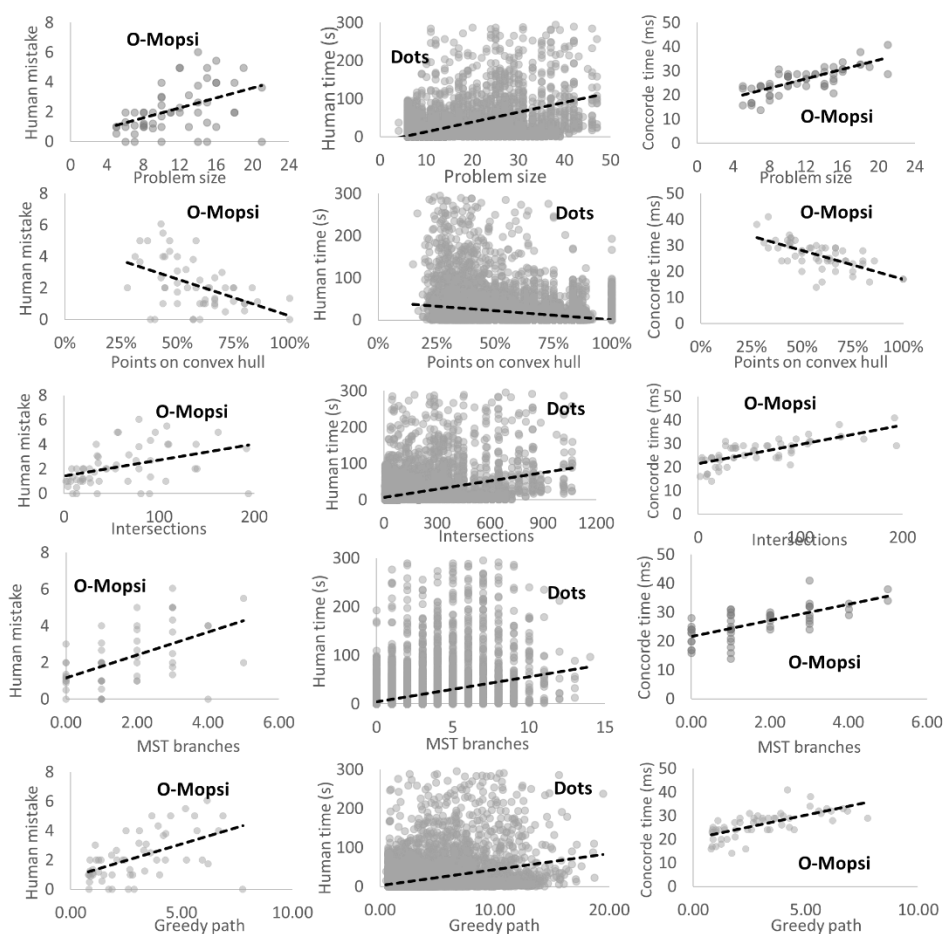 Human mistake
8
6
4
2
0
O-Mopsi
0 4 8 12 16 20 24
Problem size
Human time (s)
300
200
100
0
Dots
0 10 20 30 40 50
Problem size
Concorde time (ms)
50
40
30
20
10
0
O-Mopsi
0 4 8 12 16 20 24
Problem size
Human mistake
8
6
4
2
0
O-Mopsi
0% 25% 50% 75% 100%
Points on convex hull
Human time (s)
300
200
100
0
Dots
0% 25% 50% 75% 100%
Points on convex hull
Concorde time (ms)
50
40
30
20
10
0
O-Mopsi
0% 25% 50% 75% 100%
Points on convex hull
Human mistake
8
6
4
2
0
O-Mopsi
0 100 200
Intersections
Human time (s)
300
200
100
0
Dots
0 300 600 900 1200
Intersections
Concorde time (ms)
50
40
30
20
10
0
O-Mopsi
0 100 200
Intersections
Human mistake
8
6
4
2
0
O-Mopsi
0.00 2.00 4.00 6.00
MST branches
Human time (s)
300
200
100
0
Dots
0 5 10 15
MST branches
Concorde time (ms)
50
40
30
20
10
0
O-Mopsi
0.00 2.00 4.00 6.00
MST branches
Human mistake
8
6
4
2
0
O-Mopsi
0.00 5.00 10.00
Greedy path
Human time (s)
300
200
100
0
Dots
0.00 10.00 20.00
Greedy path
Concorde time (ms)
50
40
30
20
10
0
O-Mopsi
0.00 5.00 10.00
Greedy path